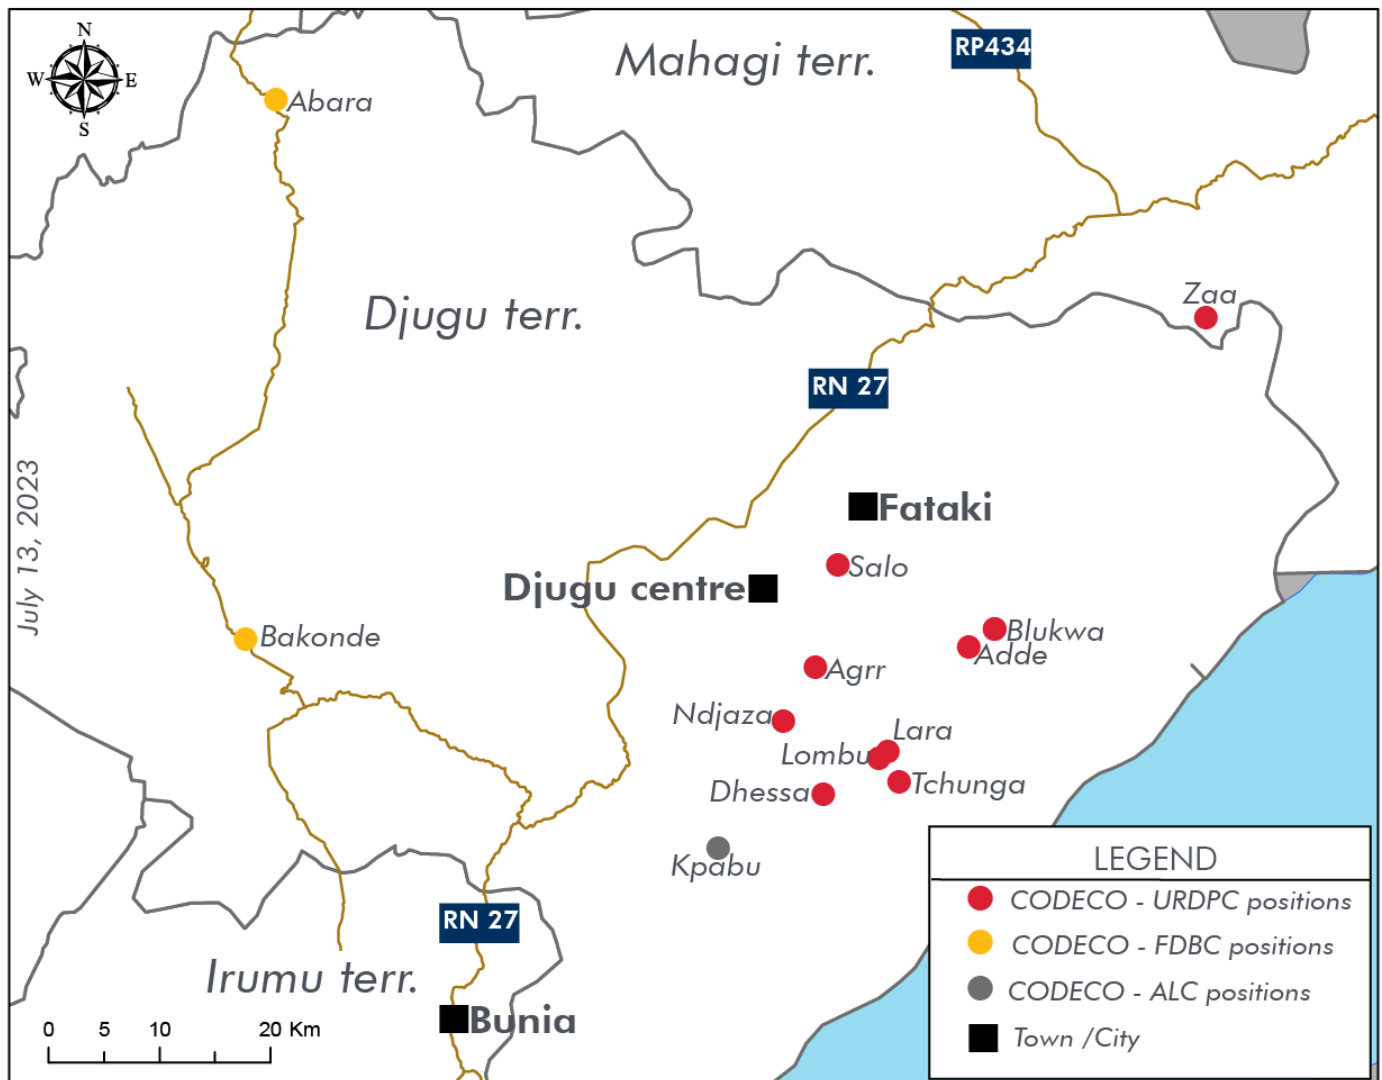 N
W
E
S
Mahagi terr.
RP434
Abara
Zaa
Djugu terr.
RN 27
July 13, 2023
Fataki
Salo
Djugu centre
Bakonde
Blukwa
Adde
Agrr
Ndjaza
Lara
Lombu
Tchunga
Dhessa
Kpabu
RN 27
Irumu terr.
Bunia
0 5 10 20 Km
LEGEND
CODECO - URDPC positions
CODECO - FDBC positions
CODECO - ALC positions
Town /City